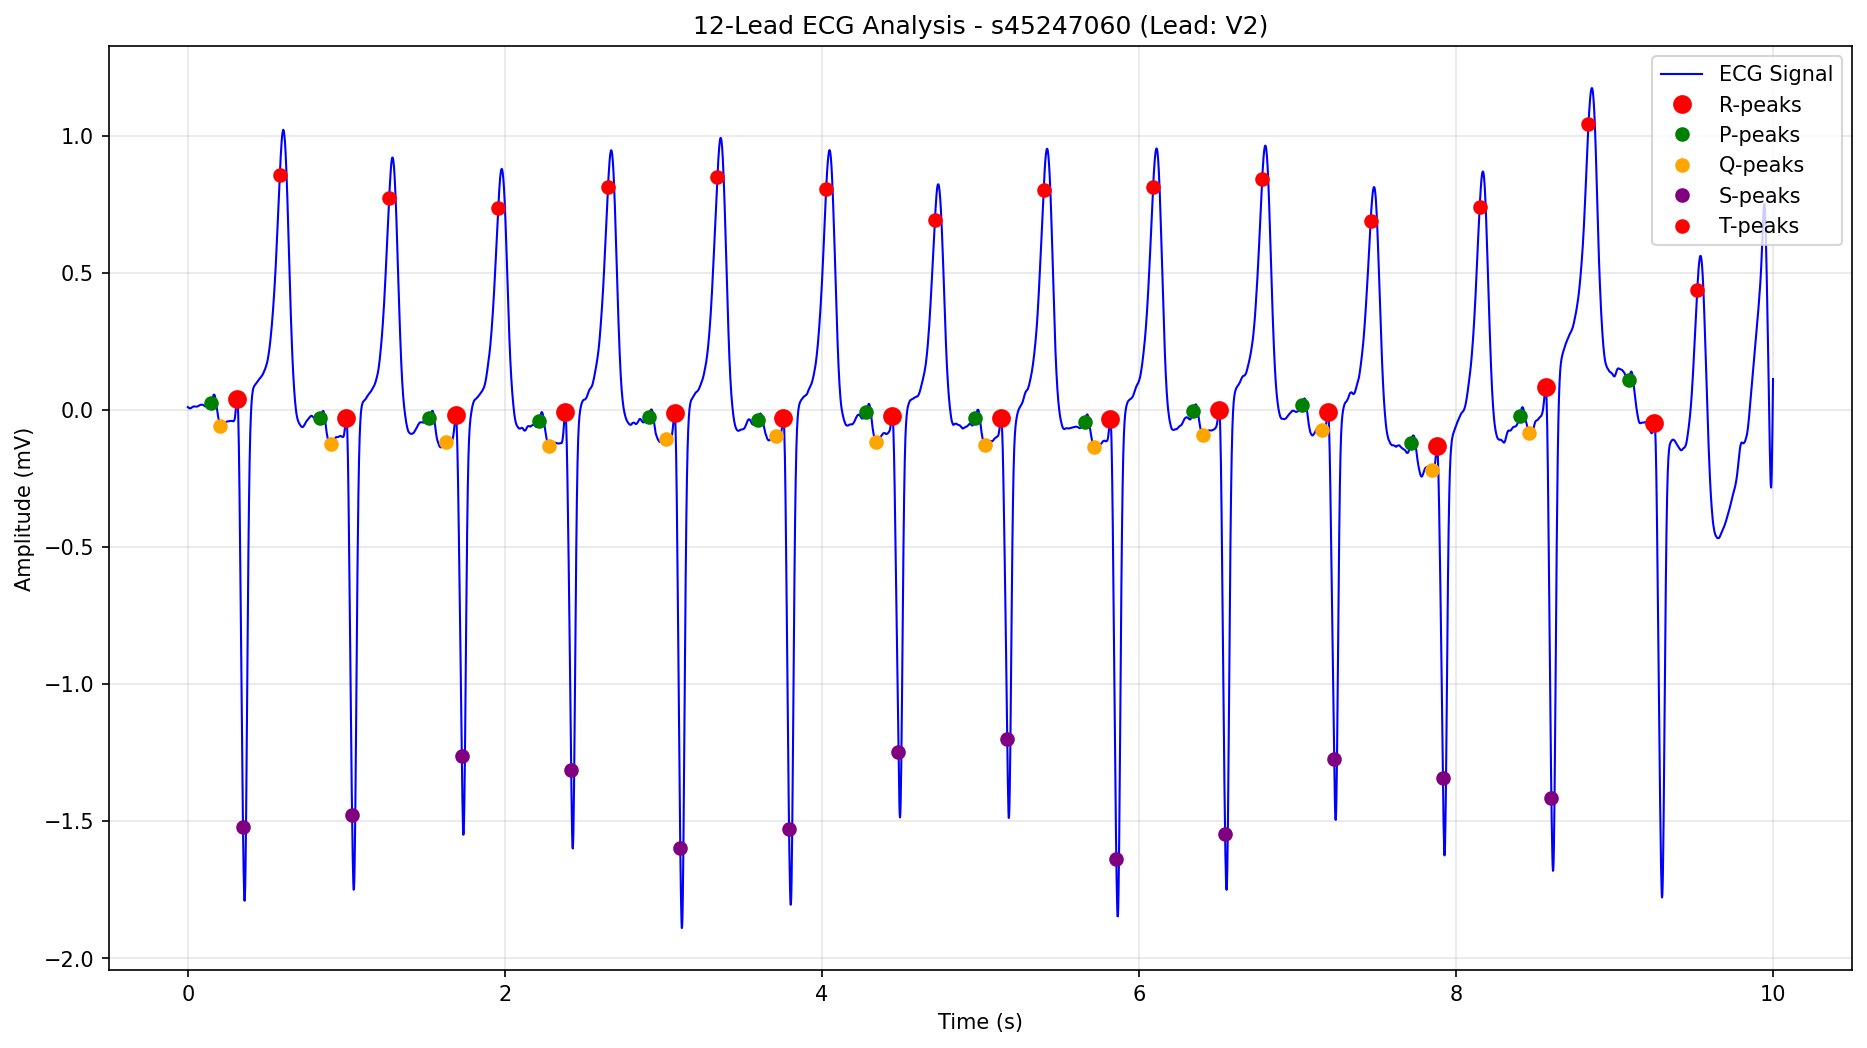 12-Lead ECG Analysis - s45247060 (Lead: V2)
ECG Signal
R-peaks
P-peaks
Q-peaks
S-peaks
T-peaks
Amplitude (mV)
1.0
0.5
0.0
−0.5
−1.0
−1.5
−2.0
0 2 4 6 8 10
Time (s)